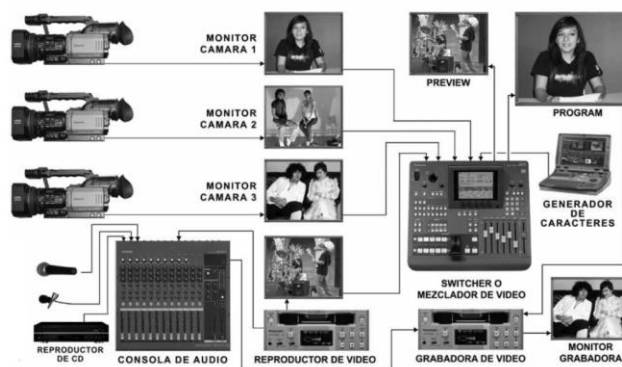 MONITOR
CAMARA 1
MONITOR
CAMARA 2
MONITOR
CAMARA 3
PREVIEW
PROGRAM
GENERADOR
DE
CARACTERES
SWITCHER O
MEZCLADOR DE VIDEO
REPRODUCTOR
DE CD
CONSOLA DE AUDIO
REPRODUCTOR DE VIDEO
GRABADORA DE VIDEO
MONITOR
GRABADORA